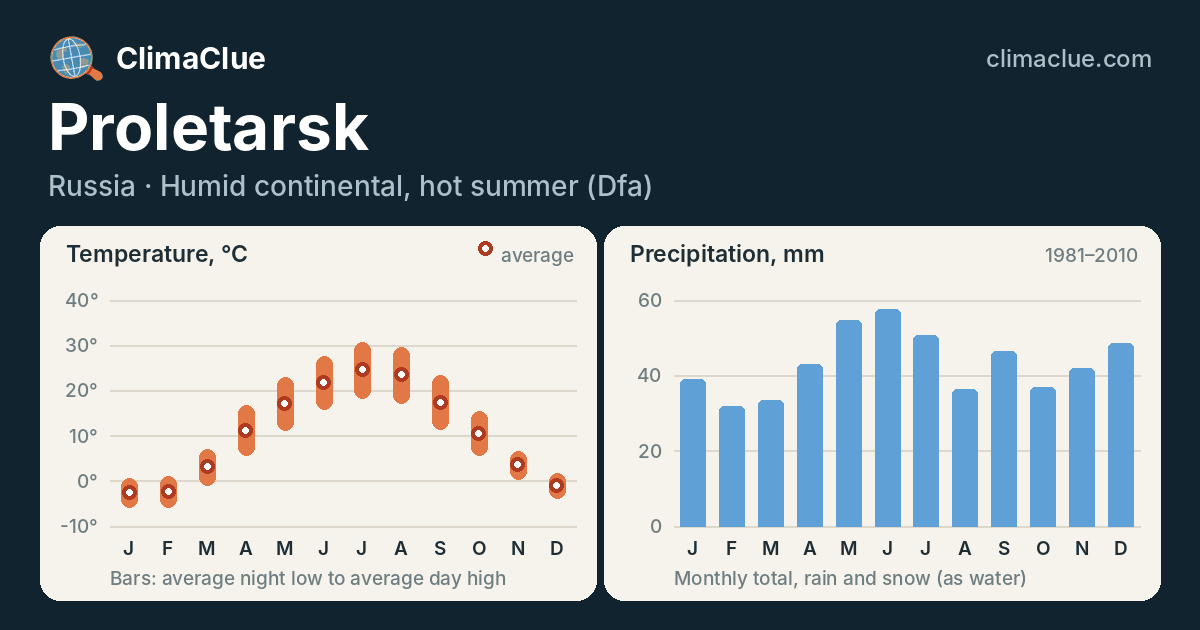 ClimaClue
climaclue.com
Proletarsk
Russia · Humid continental, hot summer (Dfa)
Temperature, °C
average
40°
30°
20°
10°
0°
-10°
J F M A M J J A S O N D
Bars: average night low to average day high
Precipitation, mm
1981–2010
60
40
20
0
J F M A M J J A S O N D
Monthly total, rain and snow (as water)